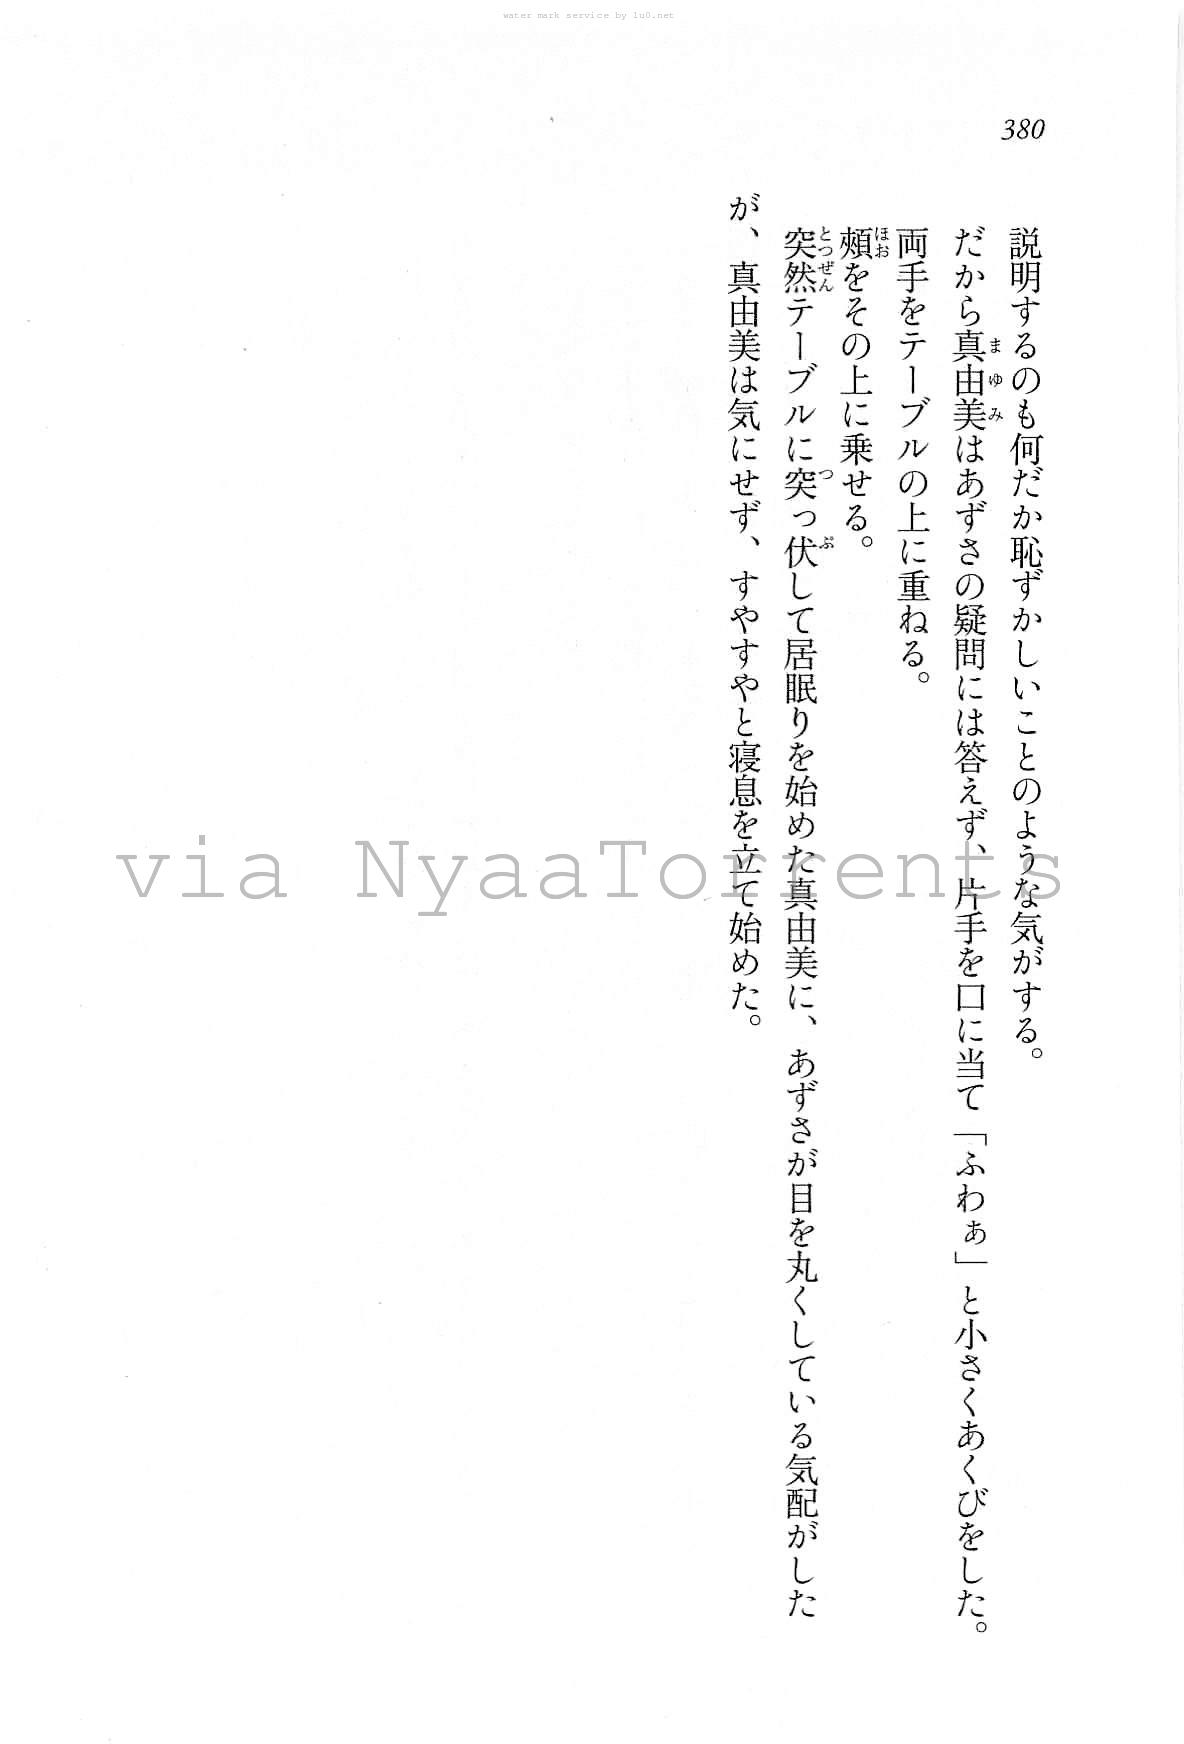 water mark service by lu0.net
380
説明するのも何だか恥ずかしいことのような気がする。
だから真由美はあずさの疑問には答えず、片手を口に当て「ふわぁ」と小さくあくびをした。
両手をテーブルの上に重ねる。
頰をその上に乗せる。
突然テーブルに突っ伏して居眠りを始めた真由美に、あずさが目を丸くしている気配がした
が、真由美は気にせず、すやすやと寝息を立て始めた。
まゆみ
ほお
とつぜん
つ
ぷ
via NyaaTorrents